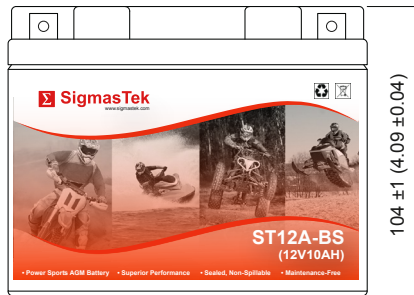 Σ SigmasTek
www.sigmastek.com
104 ±1 (4.09 ±0.04)
ST12A-BS
(12V10AH)
• Power Sports AGM Battery • Superior Performance • Sealed, Non-Spillable • Maintenance-Free